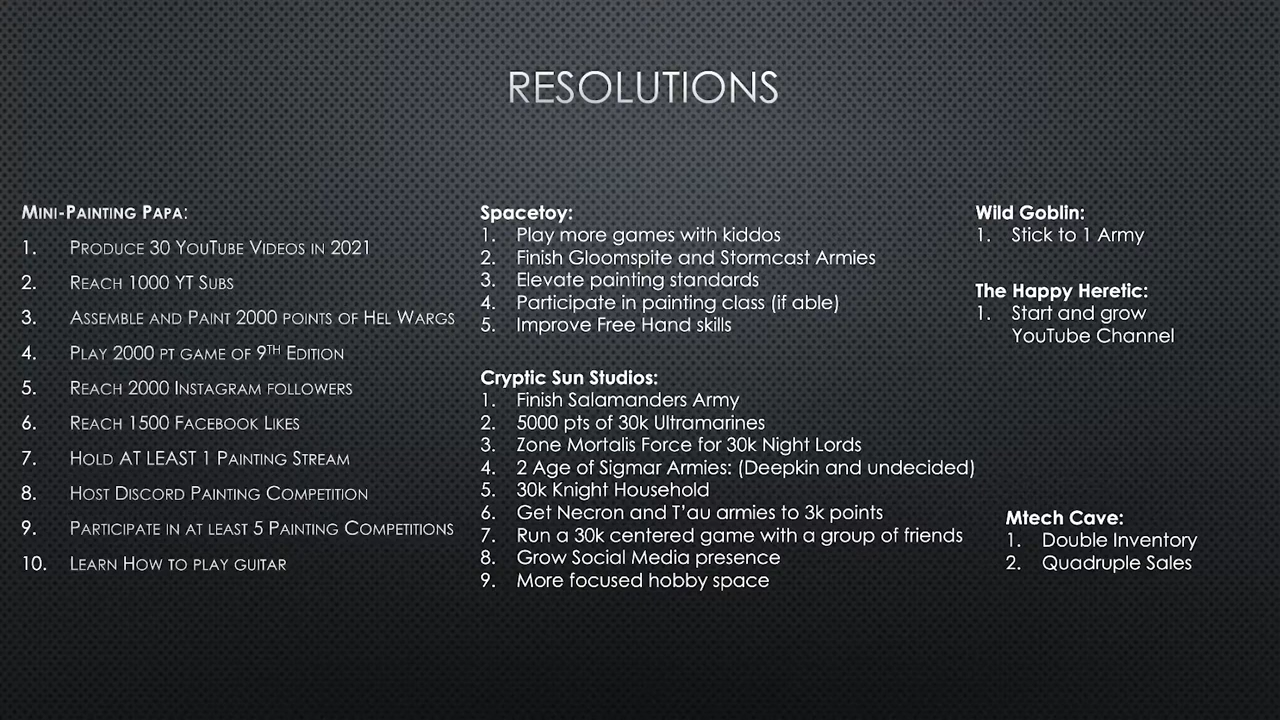 RESOLUTIONS
MINI-PAINTING PAPA:
1. PRODUCE 30 YOUTUBE VIDEOS IN 2021
2. REACH 1000 YT SUBS
3. ASSEMBLE AND PAINT 2000 POINTS OF HEL WARGS
4. PLAY 2000 PT GAME OF 9TH EDITION
5. REACH 2000 INSTAGRAM FOLLOWERS
6. REACH 1500 FACEBOOK LIKES
7. HOLD AT LEAST 1 PAINTING STREAM
8. HOST DISCORD PAINTING COMPETITION
9. PARTICIPATE IN AT LEAST 5 PAINTING COMPETITIONS
10. LEARN HOW TO PLAY GUITAR
Spacetoy:
1. Play more games with kiddos
2. Finish Gloomspite and Stormcast Armies
3. Elevate painting standards
4. Participate in painting class (if able)
5. Improve Free Hand skills
Cryptic Sun Studios:
1. Finish Salamanders Army
2. 5000 pts of 30k Ultramarines
3. Zone Mortalis Force for 30k Night Lords
4. 2 Age of Sigmar Armies: (Deepkin and undecided)
5. 30k Knight Household
6. Get Necron and T'au armies to 3k points
7. Run a 30k centered game with a group of friends
8. Grow Social Media presence
9. More focused hobby space
Wild Goblin:
1. Stick to 1 Army
The Happy Heretic:
1. Start and grow
YouTube Channel
Mtech Cave:
1. Double Inventory
2. Quadruple Sales